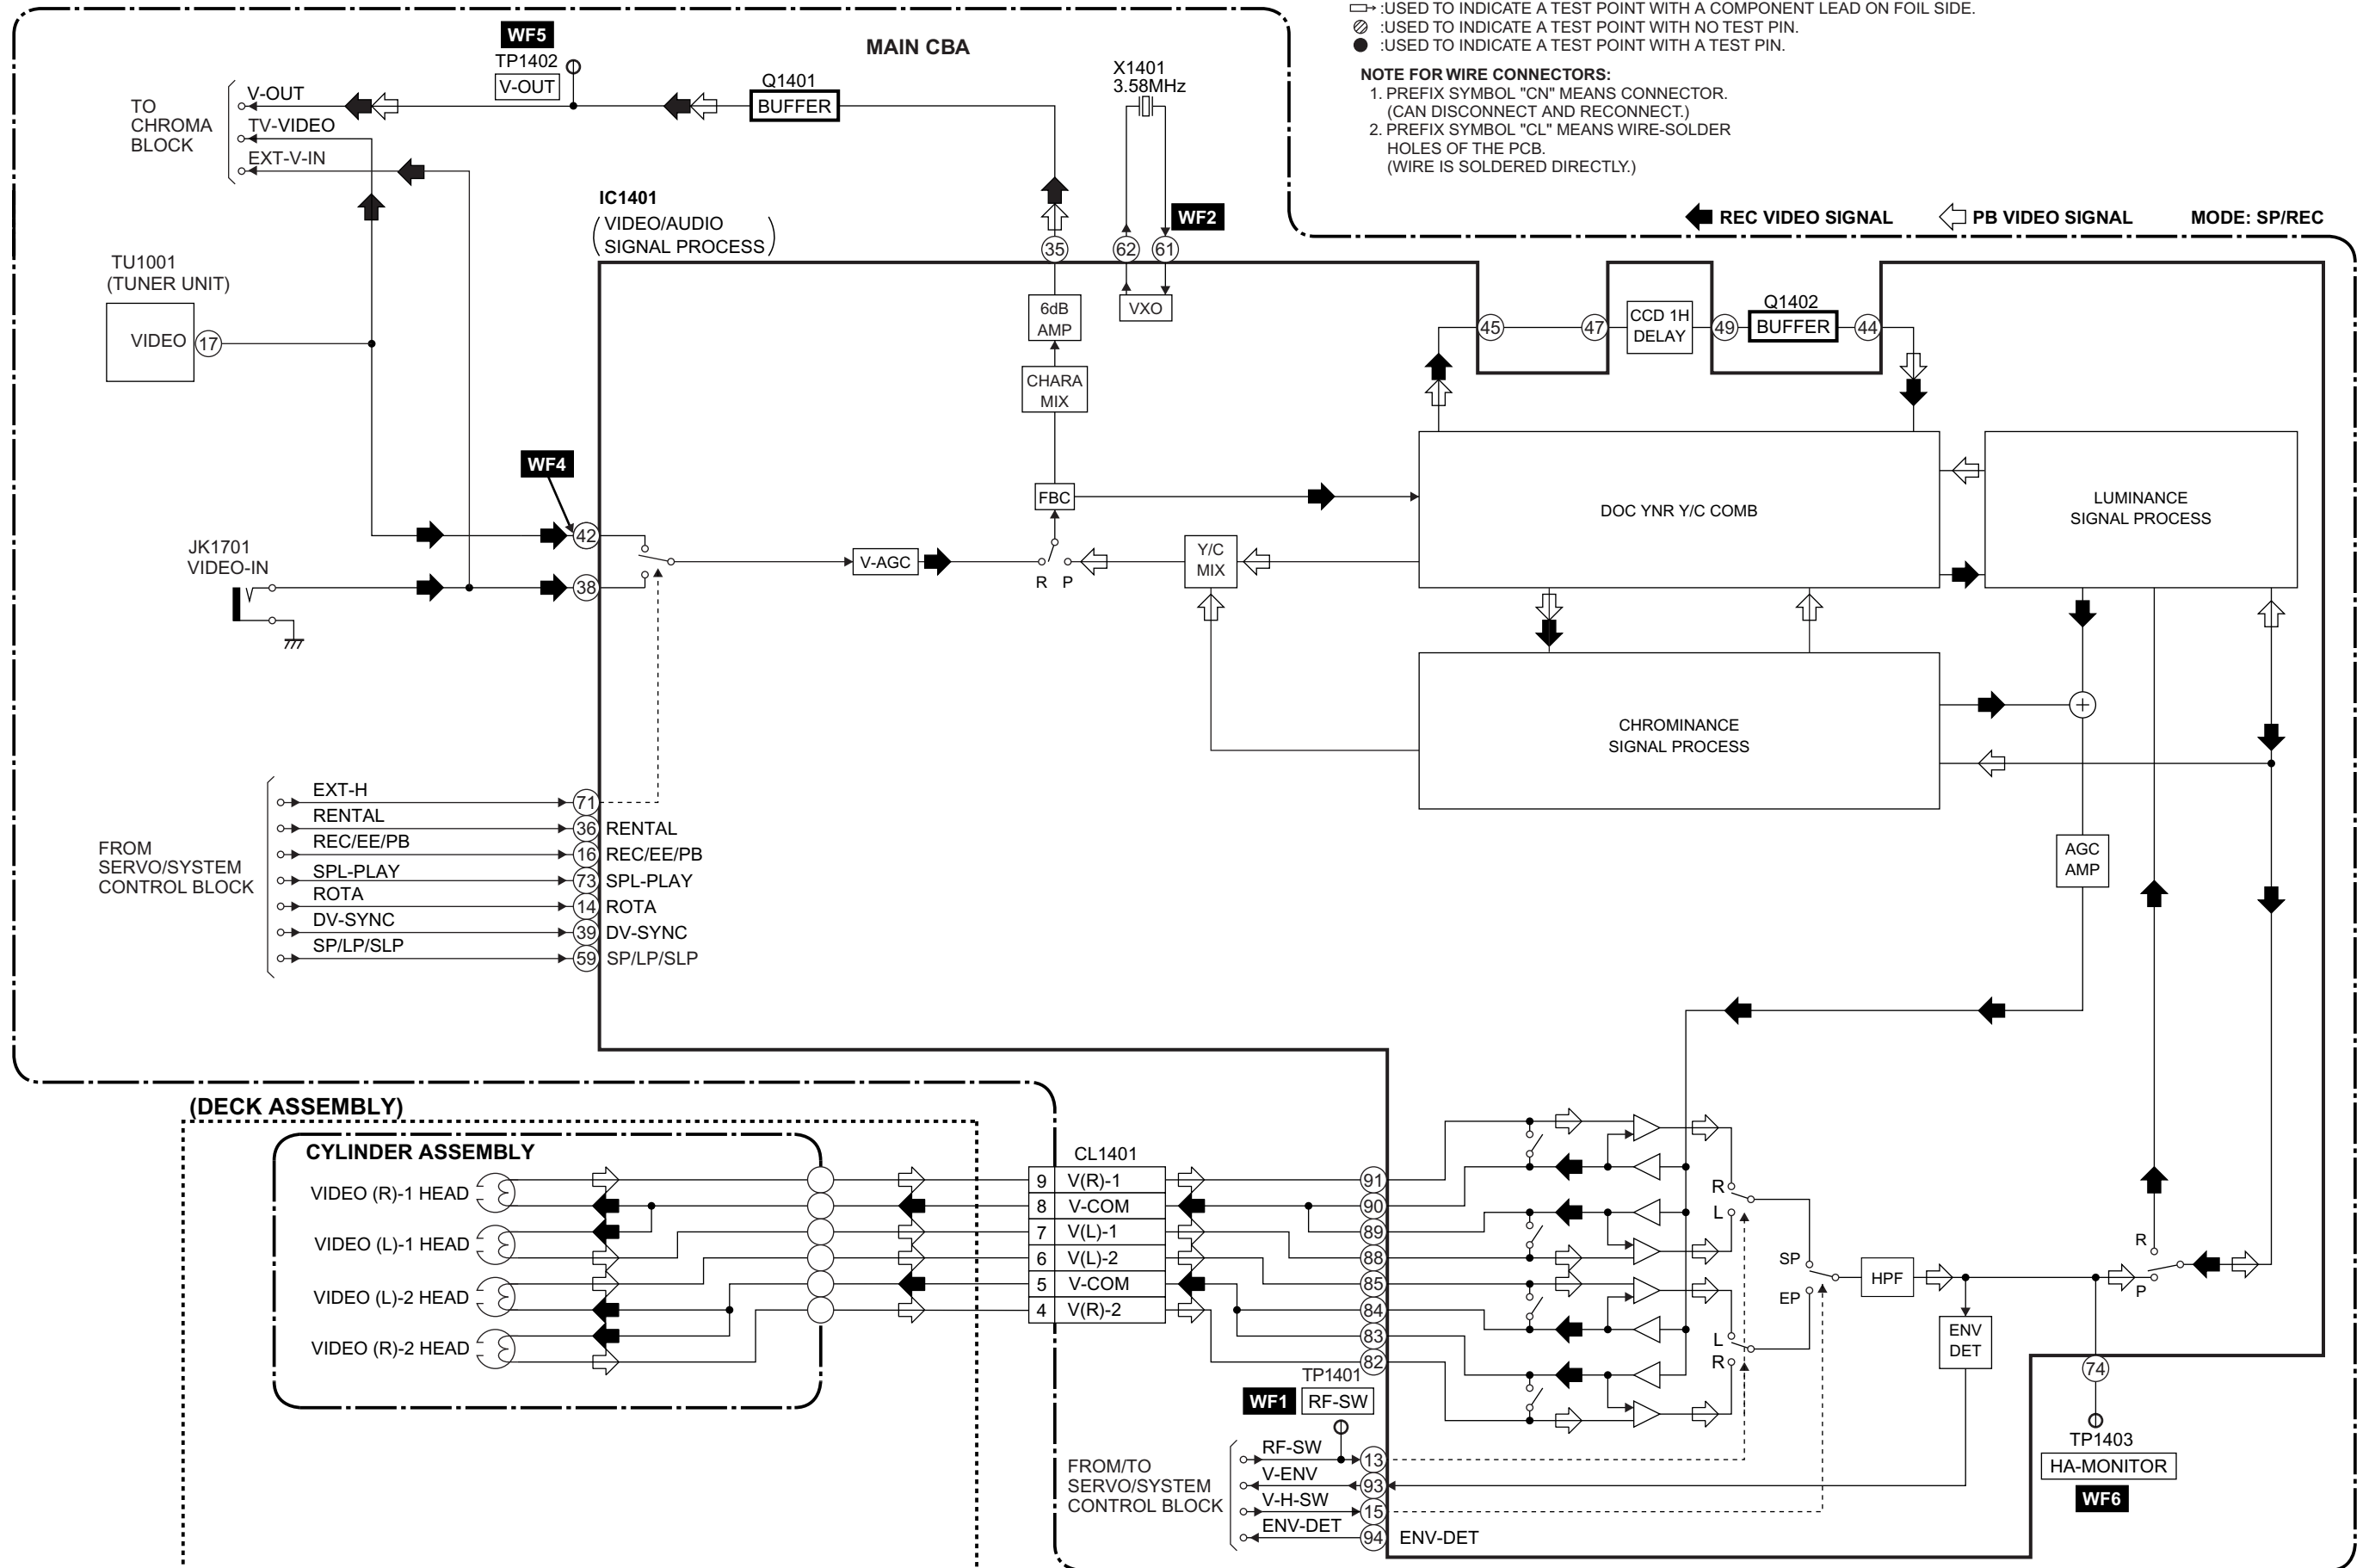 :USED TO INDICATE A TEST POINT WITH A COMPONENT LEAD ON FOIL SIDE.
:USED TO INDICATE A TEST POINT WITH NO TEST PIN.
:USED TO INDICATE A TEST POINT WITH A TEST PIN.
NOTE FOR WIRE CONNECTORS:
1. PREFIX SYMBOL "CN" MEANS CONNECTOR.
(CAN DISCONNECT AND RECONNECT.)
2. PREFIX SYMBOL "CL" MEANS WIRE-SOLDER
HOLES OF THE PCB.
(WIRE IS SOLDERED DIRECTLY.)
REC VIDEO SIGNAL
PB VIDEO SIGNAL
MODE: SP/REC
MAIN CBA
WF5
TP1402
V-OUT
Q1401
BUFFER
X1401
3.58MHz
TO
CHROMA
BLOCK
V-OUT
TV-VIDEO
EXT-V-IN
IC1401
VIDEO/AUDIO
SIGNAL PROCESS
WF2
35
62
61
TU1001
(TUNER UNIT)
VIDEO
17
6dB
AMP
VXO
CHARA
MIX
45
47
CCD 1H
DELAY
49
Q1402
BUFFER
44
WF4
42
JK1701
VIDEO-IN
38
V-AGC
FBC
R
P
Y/C
MIX
DOC YNR Y/C COMB
LUMINANCE
SIGNAL PROCESS
CHROMINANCE
SIGNAL PROCESS
+
AGC
AMP
FROM
SERVO/SYSTEM
CONTROL BLOCK
EXT-H
71
RENTAL
36
RENTAL
REC/EE/PB
16
REC/EE/PB
SPL-PLAY
73
SPL-PLAY
ROTA
14
ROTA
DV-SYNC
39
DV-SYNC
SP/LP/SLP
59
SP/LP/SLP
(DECK ASSEMBLY)
CYLINDER ASSEMBLY
VIDEO (R)-1 HEAD
VIDEO (L)-1 HEAD
VIDEO (L)-2 HEAD
VIDEO (R)-2 HEAD
CL1401
9 V(R)-1
8 V-COM
7 V(L)-1
6 V(L)-2
5 V-COM
4 V(R)-2
91
90
89
88
85
84
83
82
R
L
L
R
SP
EP
HPF
ENV
DET
R
P
74
TP1403
HA-MONITOR
WF6
TP1401
WF1
RF-SW
FROM/TO
SERVO/SYSTEM
CONTROL BLOCK
RF-SW
13
V-ENV
93
V-H-SW
15
ENV-DET
94
ENV-DET